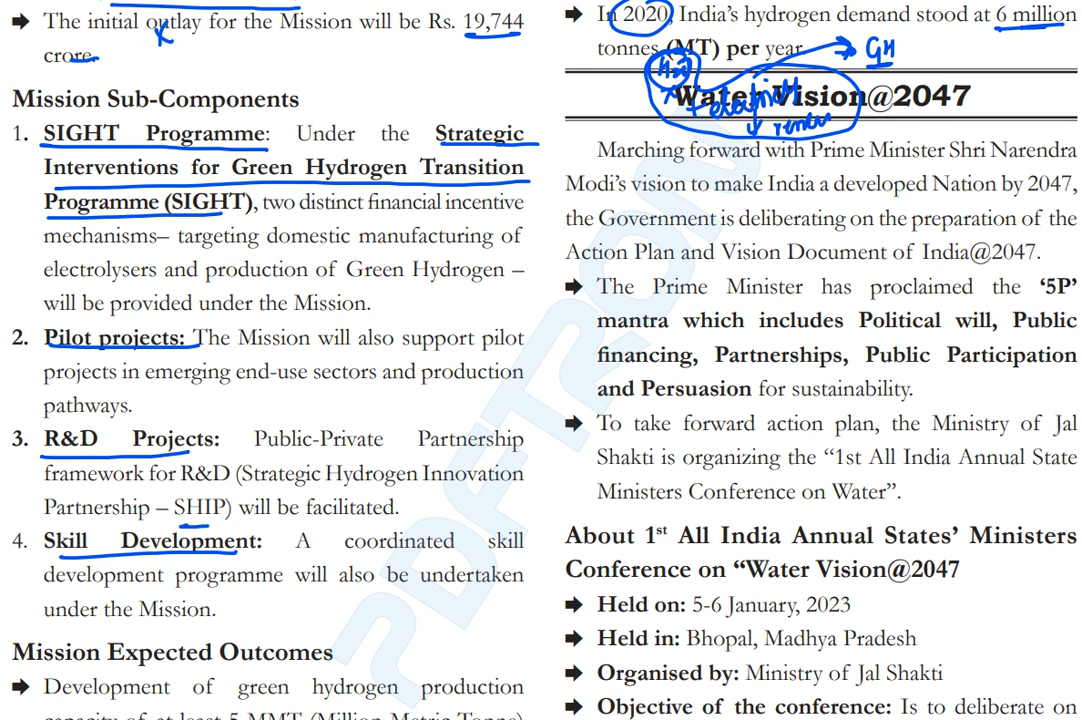 ➔ The initial outlay for the Mission will be Rs. 19,744
crore.
Mission Sub-Components
1. SIGHT Programme: Under the Strategic
Interventions for Green Hydrogen Transition
Programme (SIGHT), two distinct financial incentive
mechanisms– targeting domestic manufacturing of
electrolysers and production of Green Hydrogen –
will be provided under the Mission.
2. Pilot projects: The Mission will also support pilot
projects in emerging end-use sectors and production
pathways.
3. R&D Projects: Public-Private Partnership
framework for R&D (Strategic Hydrogen Innovation
Partnership – SHIP) will be facilitated.
4. Skill Development: A coordinated skill
development programme will also be undertaken
under the Mission.
Mission Expected Outcomes
➔ Development of green hydrogen production
capacity of at least 5 MMT (Million Metric Tonne)
➔ In 2020, India’s hydrogen demand stood at 6 million
tonnes (MT) per year.
GH
Water Vision@2047
Marching forward with Prime Minister Shri Narendra
Modi’s vision to make India a developed Nation by 2047,
the Government is deliberating on the preparation of the
Action Plan and Vision Document of India@2047.
➔ The Prime Minister has proclaimed the ‘5P’
mantra which includes Political will, Public
financing, Partnerships, Public Participation
and Persuasion for sustainability.
➔ To take forward action plan, the Ministry of Jal
Shakti is organizing the “1st All India Annual State
Ministers Conference on Water”.
About 1st All India Annual States’ Ministers
Conference on “Water Vision@2047
➔ Held on: 5-6 January, 2023
➔ Held in: Bhopal, Madhya Pradesh
➔ Organised by: Ministry of Jal Shakti
➔ Objective of the conference: Is to deliberate on
PDFTRON